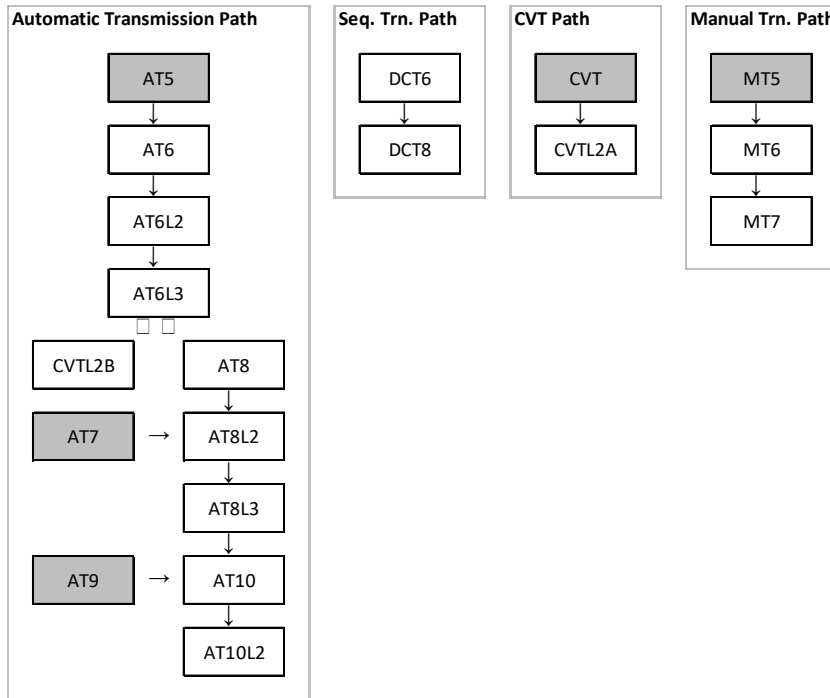 Automatic Transmission Path
AT5
↓
AT6
↓
AT6L2
↓
AT6L3
□ □
CVTL2B AT8
↓
AT7 → AT8L2
↓
AT8L3
↓
AT9 → AT10
↓
AT10L2
Seq. Trn. Path
DCT6
↓
DCT8
CVT Path
CVT
↓
CVTL2A
Manual Trn. Path
MT5
↓
MT6
↓
MT7